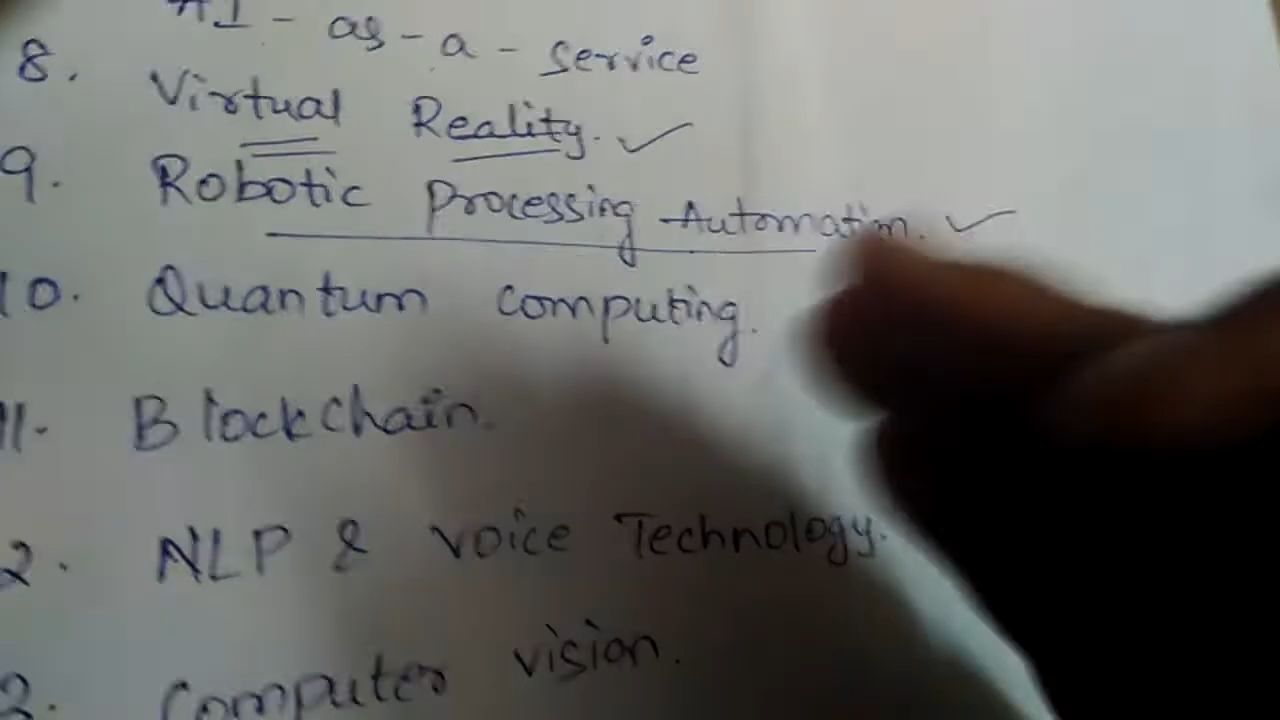 AI - as - a - service
8. Virtual Reality. ✓
9. Robotic Processing Automation. ✓
10. Quantum computing.
11. Blockchain.
2. NLP & voice Technology.
3. Computer vision.